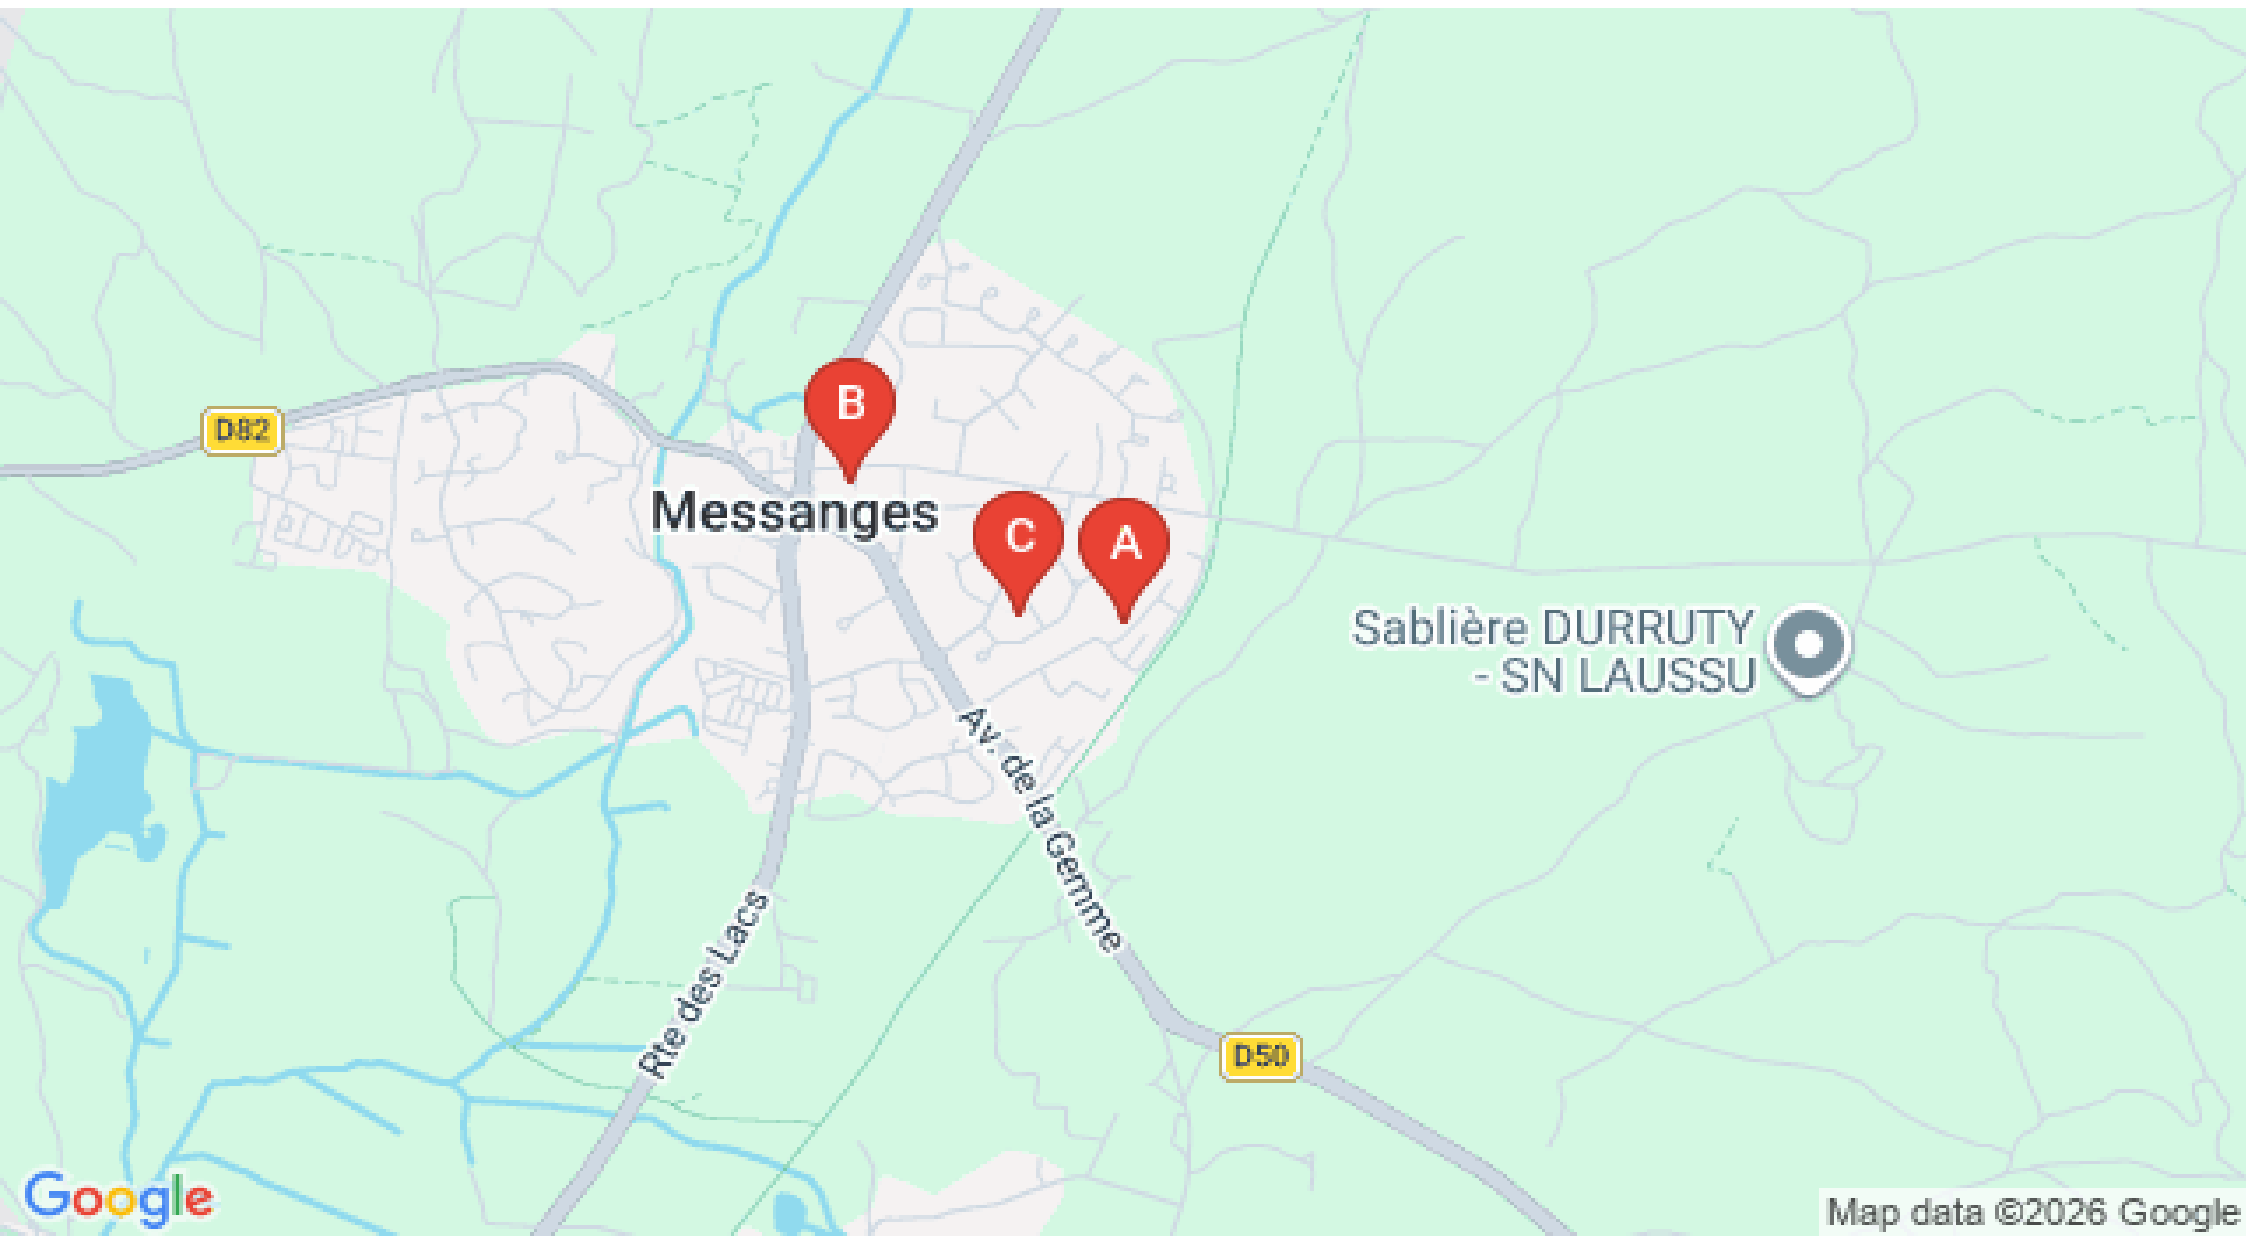 B
D82
Messanges
C
A
Sablière DURRUTY
- SN LAUSSU
Av. de la Gemme
Rte des Lacs
D50
Google
Map data ©2026 Google